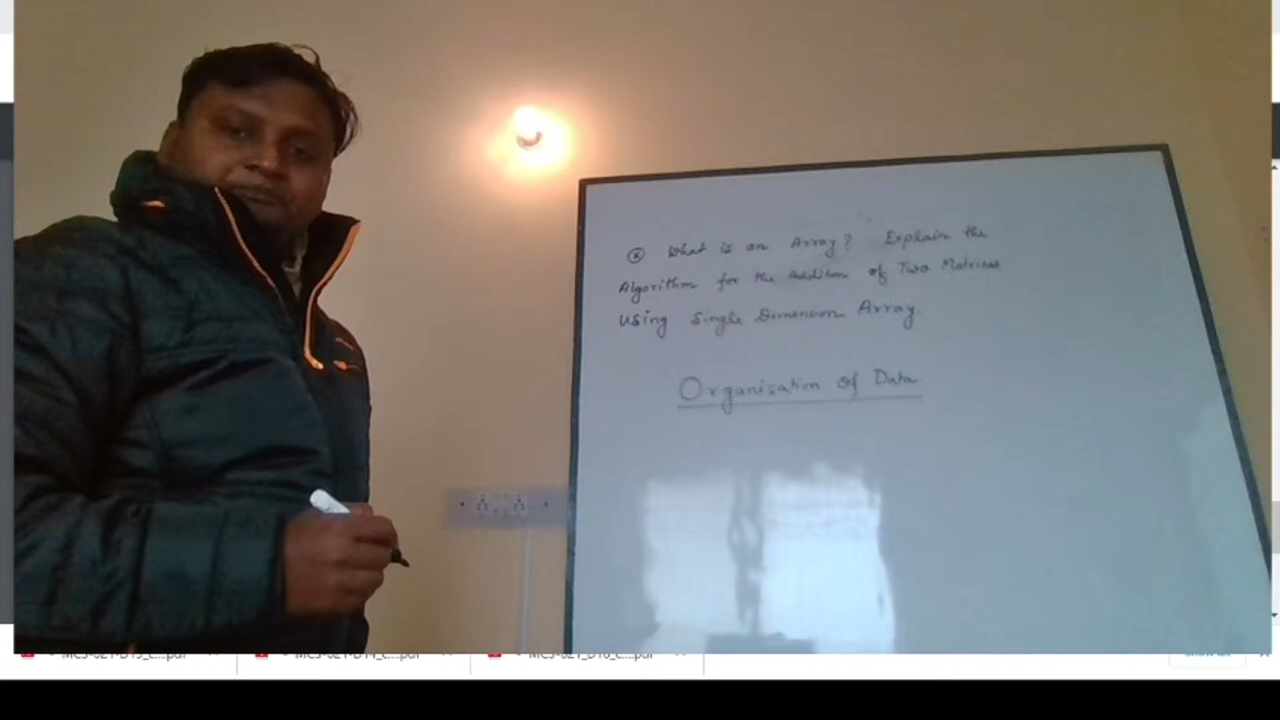 What is an Array? Explain the
Algorithm for the Addition of Two Matrices
Using Single Dimension Array.
Organisation of Data